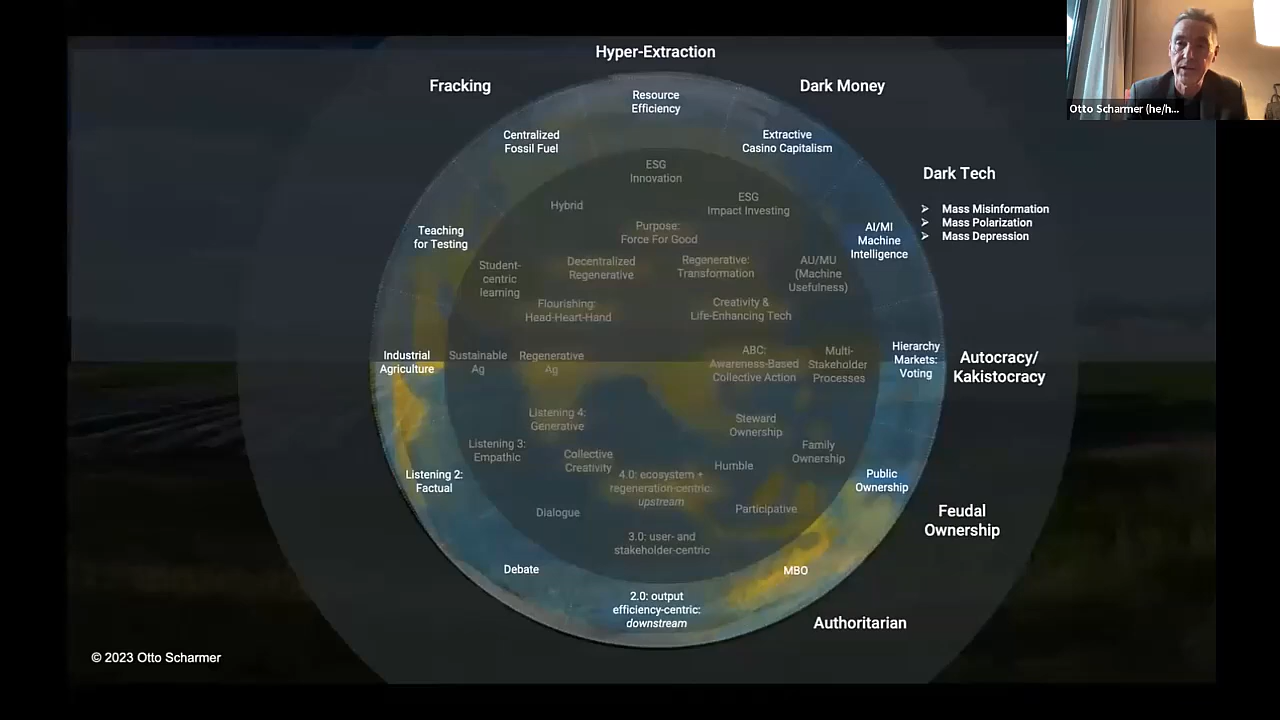 Hyper-Extraction
Fracking
Dark Money
Resource
Efficiency
Centralized
Fossil Fuel
Extractive
Casino Capitalism
ESG
Innovation
Dark Tech
Hybrid
ESG
Impact Investing
➢ Mass Misinformation
➢ Mass Polarization
➢ Mass Depression
Teaching
for Testing
Purpose:
Force For Good
AI/MI
Machine
Intelligence
Student-
centric
learning
Decentralized
Regenerative
Regenerative:
Transformation
AU/MU
(Machine
Usefulness)
Flourishing:
Head-Heart-Hand
Creativity &
Life-Enhancing Tech
Industrial
Agriculture
Sustainable
Ag
Regenerative
Ag
ABC:
Awareness-Based
Collective Action
Multi-
Stakeholder
Processes
Hierarchy
Markets:
Voting
Autocracy/
Kakistocracy
Listening 4:
Generative
Steward
Ownership
Listening 3:
Empathic
Collective
Creativity
Humble
Family
Ownership
Listening 2:
Factual
4.0: ecosystem +
regeneration-centric:
upstream
Public
Ownership
Dialogue
Participative
Feudal
Ownership
3.0: user- and
stakeholder-centric
Debate
MBO
2.0: output
efficiency-centric:
downstream
Authoritarian
© 2023 Otto Scharmer
Otto Scharmer (he/h...